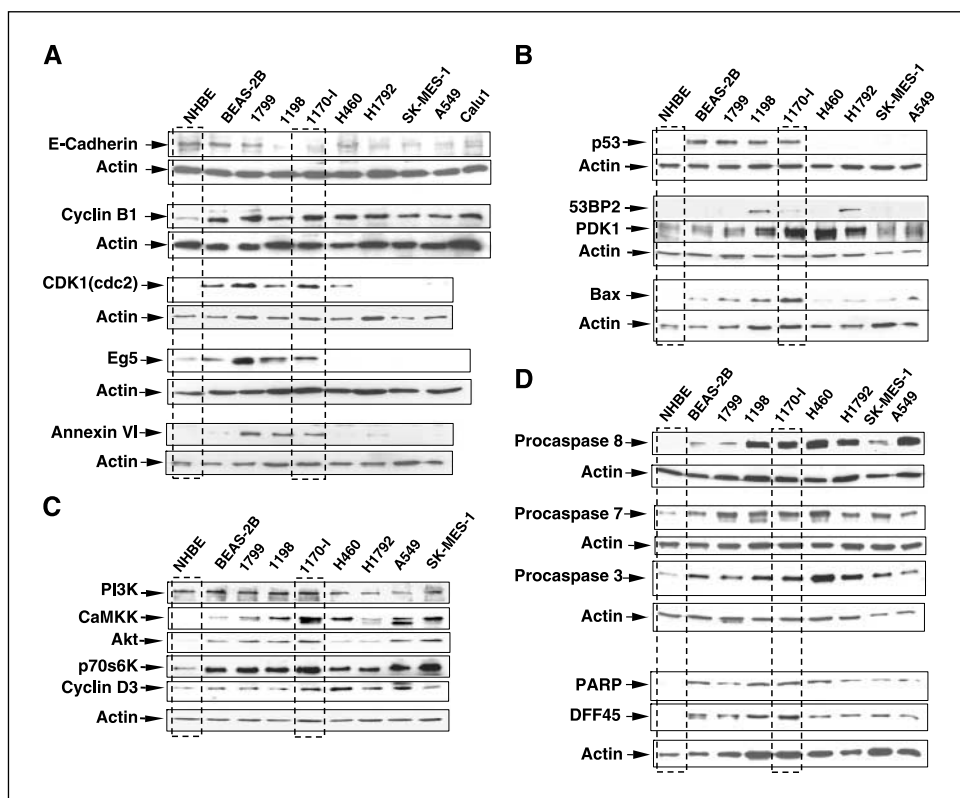 A
NHBE BEAS-2B 1799 1198 1170-I H460 H1792 SK-MES-1 A549 Calu1
E-Cadherin
Actin
Cyclin B1
Actin
CDK1(cdc2)
Actin
Eg5
Actin
Annexin VI
Actin
B
NHBE BEAS-2B 1799 1198 1170-I H460 H1792 SK-MES-1 A549
p53
Actin
53BP2
PDK1
Actin
Bax
Actin
C
NHBE BEAS-2B 1799 1198 1170-I H460 H1792 A549 SK-MES-1
PI3K
CaMKK
Akt
p70s6K
Cyclin D3
Actin
D
NHBE BEAS-2B 1799 1198 1170-I H460 H1792 SK-MES-1 A549
Procaspase 8
Actin
Procaspase 7
Actin
Procaspase 3
Actin
PARP
DFF45
Actin